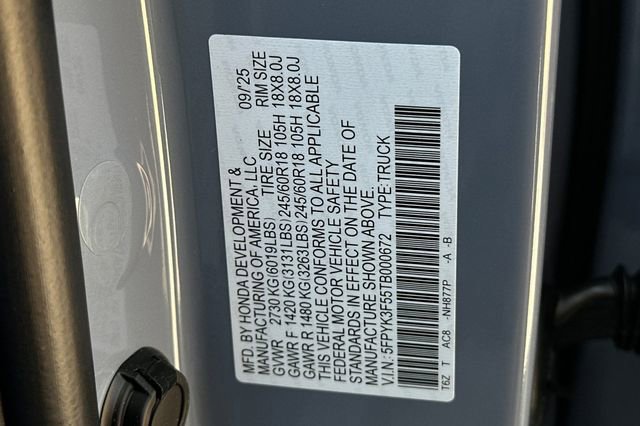 MFD. BY HONDA DEVELOPMENT & 09/25
MANUFACTURING OF AMERICA, LLC
GVWR 2730 KG(6019LBS) TIRE SIZE RIM SIZE
GAWR F 1420 KG(3131LBS) 245/60R18 105H 18X8.0J
GAWR R 1480 KG(3263LBS) 245/60R18 105H 18X8.0J
THIS VEHICLE CONFORMS TO ALL APPLICABLE
FEDERAL MOTOR VEHICLE SAFETY
STANDARDS IN EFFECT ON THE DATE OF
MANUFACTURE SHOWN ABOVE.
V.I.N: 5FPYK3F55TB000672 TYPE:TRUCK
T6Z T AC8 -NH877P -A -B